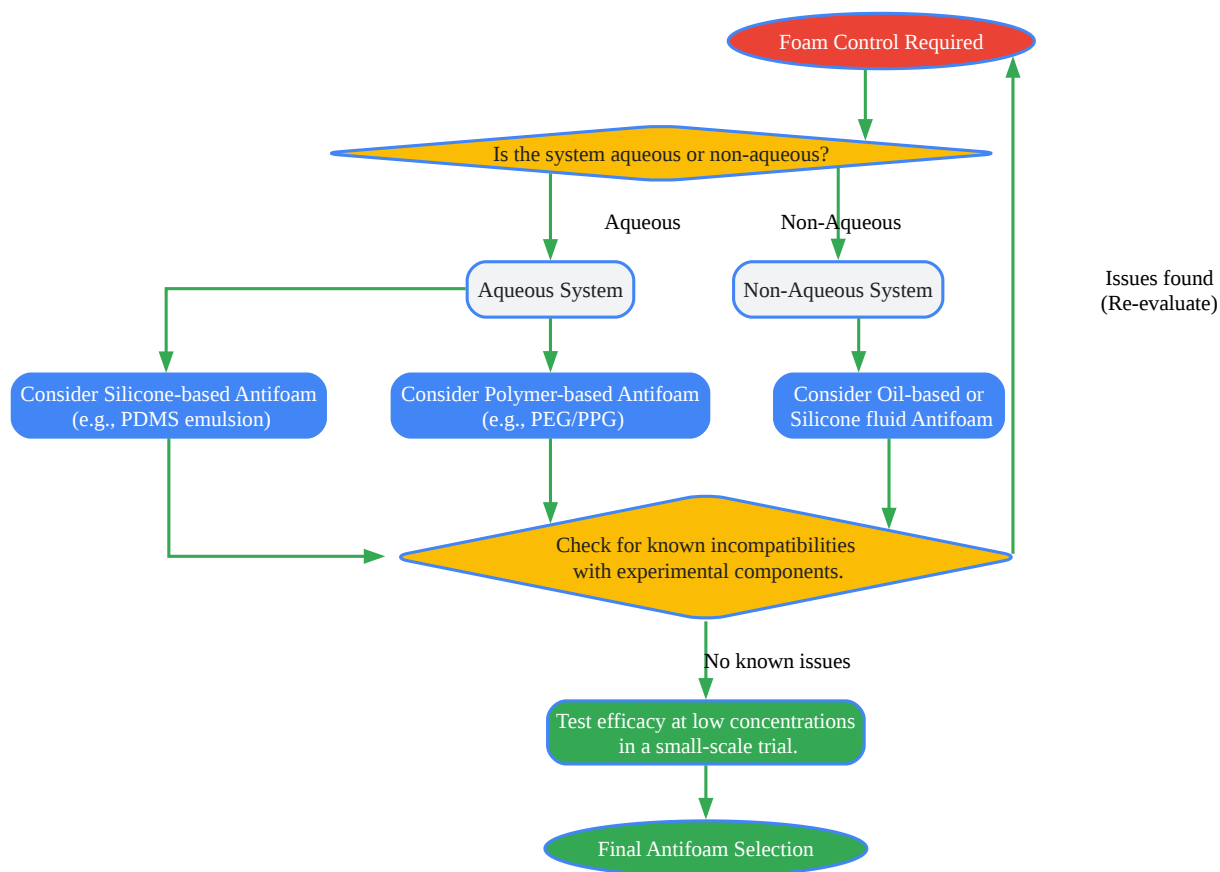 Foam Control Required
Is the system aqueous or non-aqueous?
Aqueous
Non-Aqueous
Aqueous System
Non-Aqueous System
Issues found
(Re-evaluate)
Consider Silicone-based Antifoam
(e.g., PDMS emulsion)
Consider Polymer-based Antifoam
(e.g., PEG/PPG)
Consider Oil-based or
Silicone fluid Antifoam
Check for known incompatibilities
with experimental components.
No known issues
Test efficacy at low concentrations
in a small-scale trial.
Final Antifoam Selection